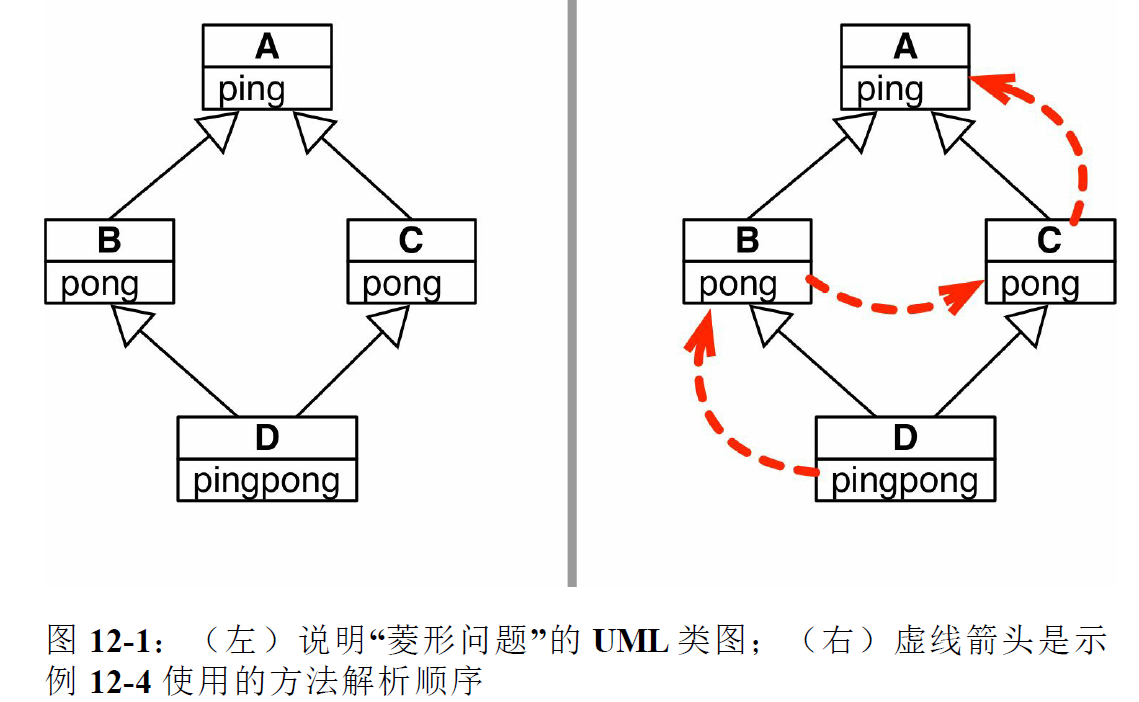 A
ping
B
pong
C
pong
D
pingpong
A
ping
B
pong
C
pong
D
pingpong
图 12-1：（左）说明“菱形问题”的 UML 类图；（右）虚线箭头是示
例 12-4 使用的方法解析顺序